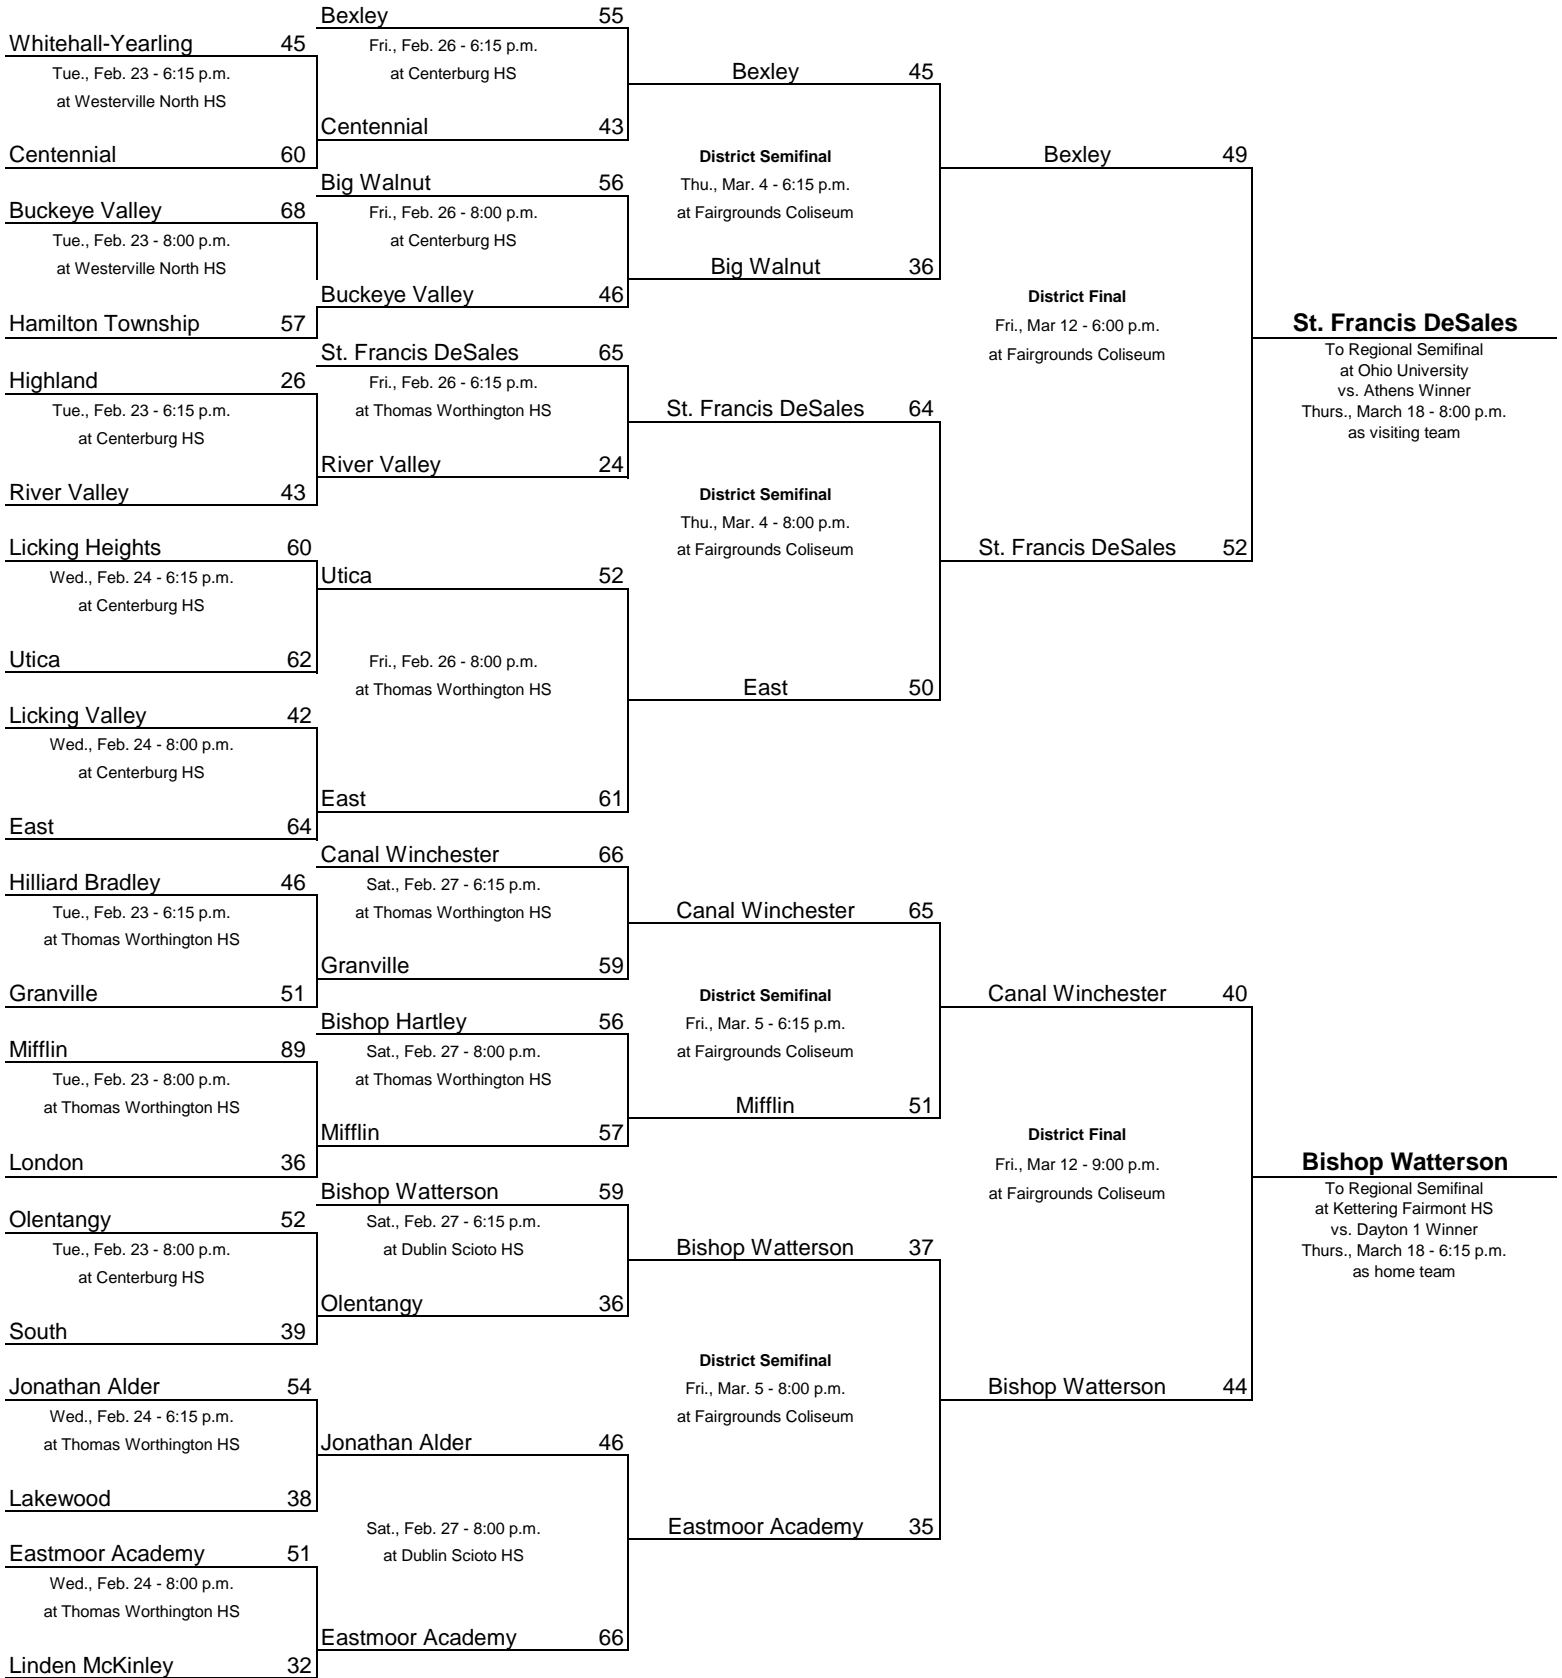 Whitehall-Yearling 45
Tue., Feb. 23 - 6:15 p.m.
at Westerville North HS
Centennial 60
Buckeye Valley 68
Tue., Feb. 23 - 8:00 p.m.
at Westerville North HS
Hamilton Township 57
Highland 26
Tue., Feb. 23 - 6:15 p.m.
at Centerburg HS
River Valley 43
Licking Heights 60
Wed., Feb. 24 - 6:15 p.m.
at Centerburg HS
Utica 62
Licking Valley 42
Wed., Feb. 24 - 8:00 p.m.
at Centerburg HS
East 64
Hilliard Bradley 46
Tue., Feb. 23 - 6:15 p.m.
at Thomas Worthington HS
Granville 51
Mifflin 89
Tue., Feb. 23 - 8:00 p.m.
at Thomas Worthington HS
London 36
Olentangy 52
Tue., Feb. 23 - 8:00 p.m.
at Centerburg HS
South 39
Jonathan Alder 54
Wed., Feb. 24 - 6:15 p.m.
at Thomas Worthington HS
Lakewood 38
Eastmoor Academy 51
Wed., Feb. 24 - 8:00 p.m.
at Thomas Worthington HS
Linden McKinley 32
Bexley 55
Fri., Feb. 26 - 6:15 p.m.
at Centerburg HS
Centennial 43
Big Walnut 56
Fri., Feb. 26 - 8:00 p.m.
at Centerburg HS
Buckeye Valley 46
St. Francis DeSales 65
Fri., Feb. 26 - 6:15 p.m.
at Thomas Worthington HS
River Valley 24
Utica 52
Fri., Feb. 26 - 8:00 p.m.
at Thomas Worthington HS
East 61
Canal Winchester 66
Sat., Feb. 27 - 6:15 p.m.
at Thomas Worthington HS
Granville 59
Bishop Hartley 56
Sat., Feb. 27 - 8:00 p.m.
at Thomas Worthington HS
Mifflin 57
Bishop Watterson 59
Sat., Feb. 27 - 6:15 p.m.
at Dublin Scioto HS
Olentangy 36
Jonathan Alder 46
Sat., Feb. 27 - 8:00 p.m.
at Dublin Scioto HS
Eastmoor Academy 66
Bexley 45
District Semifinal
Thu., Mar. 4 - 6:15 p.m.
at Fairgrounds Coliseum
Big Walnut 36
St. Francis DeSales 64
District Semifinal
Thu., Mar. 4 - 8:00 p.m.
at Fairgrounds Coliseum
East 50
Canal Winchester 65
District Semifinal
Fri., Mar. 5 - 6:15 p.m.
at Fairgrounds Coliseum
Mifflin 51
Bishop Watterson 37
District Semifinal
Fri., Mar. 5 - 8:00 p.m.
at Fairgrounds Coliseum
Eastmoor Academy 35
Bexley 49
District Final
Fri., Mar 12 - 6:00 p.m.
at Fairgrounds Coliseum
St. Francis DeSales 52
Canal Winchester 40
District Final
Fri., Mar 12 - 9:00 p.m.
at Fairgrounds Coliseum
Bishop Watterson 44
St. Francis DeSales
To Regional Semifinal
at Ohio University
vs. Athens Winner
Thurs., March 18 - 8:00 p.m.
as visiting team
Bishop Watterson
To Regional Semifinal
at Kettering Fairmont HS
vs. Dayton 1 Winner
Thurs., March 18 - 6:15 p.m.
as home team